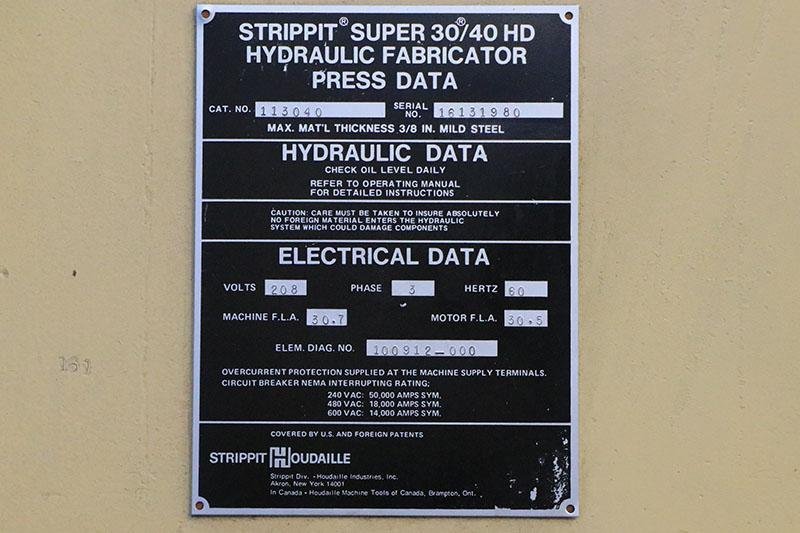 STRIPPIT® SUPER 30®/40 HD
HYDRAULIC FABRICATOR
PRESS DATA
CAT. NO. 113040 SERIAL NO. 16131980
MAX. MAT'L THICKNESS 3/8 IN. MILD STEEL
HYDRAULIC DATA
CHECK OIL LEVEL DAILY
REFER TO OPERATING MANUAL
FOR DETAILED INSTRUCTIONS
CAUTION: CARE MUST BE TAKEN TO INSURE ABSOLUTELY
NO FOREIGN MATERIAL ENTERS THE HYDRAULIC
SYSTEM WHICH COULD DAMAGE COMPONENTS
ELECTRICAL DATA
VOLTS 208 PHASE 3 HERTZ 60
MACHINE F.L.A. 30.7 MOTOR F.L.A. 30.5
ELEM. DIAG. NO. 100912-000
OVERCURRENT PROTECTION SUPPLIED AT THE MACHINE SUPPLY TERMINALS.
CIRCUIT BREAKER NEMA INTERRUPTING RATING:
240 VAC: 50,000 AMPS SYM.
480 VAC: 18,000 AMPS SYM.
600 VAC: 14,000 AMPS SYM.
COVERED BY U.S. AND FOREIGN PATENTS
STRIPPIT HOUDAILLE
Strippit Div. - Houdaille Industries, Inc.
Akron, New York 14001
In Canada - Houdaille Machine Tools of Canada, Brampton, Ont.